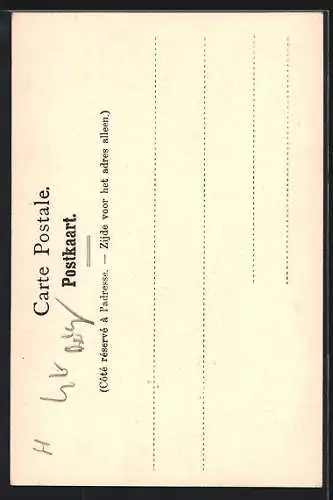 Carte Postale.
Postkaart.
(Côté réservé à l'adresse. — Zijde voor het adres alleen.)
H